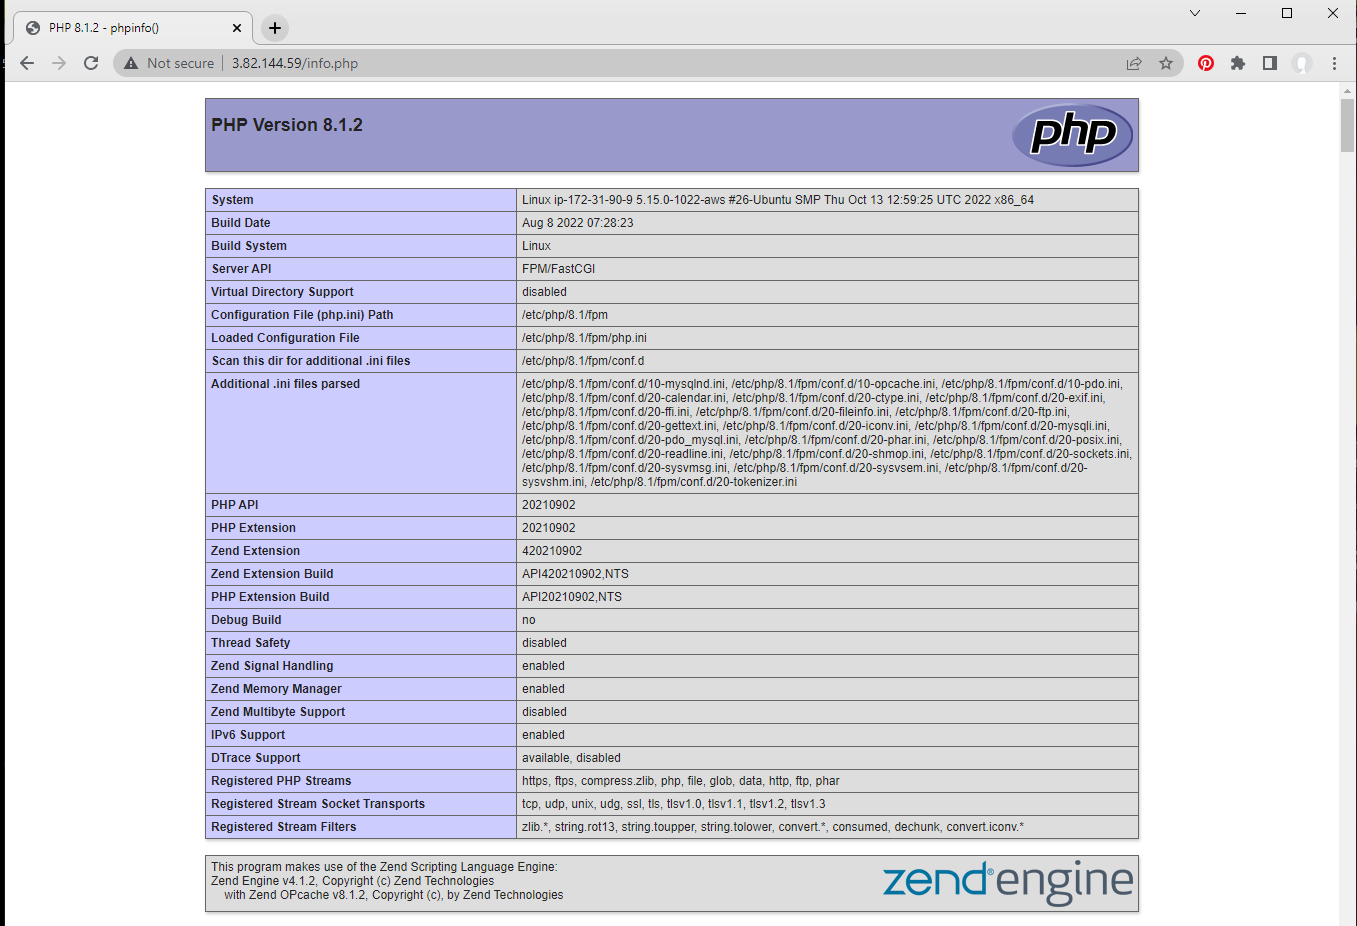 PHP 8.1.2 - phpinfo()
Not secure | 3.82.144.59/info.php
PHP Version 8.1.2
php
System Linux ip-172-31-90-9 5.15.0-1022-aws #26-Ubuntu SMP Thu Oct 13 12:59:25 UTC 2022 x86_64
Build Date Aug 8 2022 07:28:23
Build System Linux
Server API FPM/FastCGI
Virtual Directory Support disabled
Configuration File (php.ini) Path /etc/php/8.1/fpm
Loaded Configuration File /etc/php/8.1/fpm/php.ini
Scan this dir for additional .ini files /etc/php/8.1/fpm/conf.d
Additional .ini files parsed /etc/php/8.1/fpm/conf.d/10-mysqlnd.ini, /etc/php/8.1/fpm/conf.d/10-opcache.ini, /etc/php/8.1/fpm/conf.d/10-pdo.ini,
/etc/php/8.1/fpm/conf.d/20-calendar.ini, /etc/php/8.1/fpm/conf.d/20-ctype.ini, /etc/php/8.1/fpm/conf.d/20-exif.ini,
/etc/php/8.1/fpm/conf.d/20-ffi.ini, /etc/php/8.1/fpm/conf.d/20-fileinfo.ini, /etc/php/8.1/fpm/conf.d/20-ftp.ini,
/etc/php/8.1/fpm/conf.d/20-gettext.ini, /etc/php/8.1/fpm/conf.d/20-iconv.ini, /etc/php/8.1/fpm/conf.d/20-mysqli.ini,
/etc/php/8.1/fpm/conf.d/20-pdo_mysql.ini, /etc/php/8.1/fpm/conf.d/20-phar.ini, /etc/php/8.1/fpm/conf.d/20-posix.ini,
/etc/php/8.1/fpm/conf.d/20-readline.ini, /etc/php/8.1/fpm/conf.d/20-shmop.ini, /etc/php/8.1/fpm/conf.d/20-sockets.ini,
/etc/php/8.1/fpm/conf.d/20-sysvmsg.ini, /etc/php/8.1/fpm/conf.d/20-sysvsem.ini, /etc/php/8.1/fpm/conf.d/20-
sysvshm.ini, /etc/php/8.1/fpm/conf.d/20-tokenizer.ini
PHP API 20210902
PHP Extension 20210902
Zend Extension 420210902
Zend Extension Build API420210902,NTS
PHP Extension Build API20210902,NTS
Debug Build no
Thread Safety disabled
Zend Signal Handling enabled
Zend Memory Manager enabled
Zend Multibyte Support disabled
IPv6 Support enabled
DTrace Support available, disabled
Registered PHP Streams https, ftps, compress.zlib, php, file, glob, data, http, ftp, phar
Registered Stream Socket Transports tcp, udp, unix, udg, ssl, tls, tlsv1.0, tlsv1.1, tlsv1.2, tlsv1.3
Registered Stream Filters zlib.*, string.rot13, string.toupper, string.tolower, convert.*, consumed, dechunk, convert.iconv.*
This program makes use of the Zend Scripting Language Engine:
Zend Engine v4.1.2, Copyright (c) Zend Technologies
with Zend OPcache v8.1.2, Copyright (c), by Zend Technologies
zend® engine